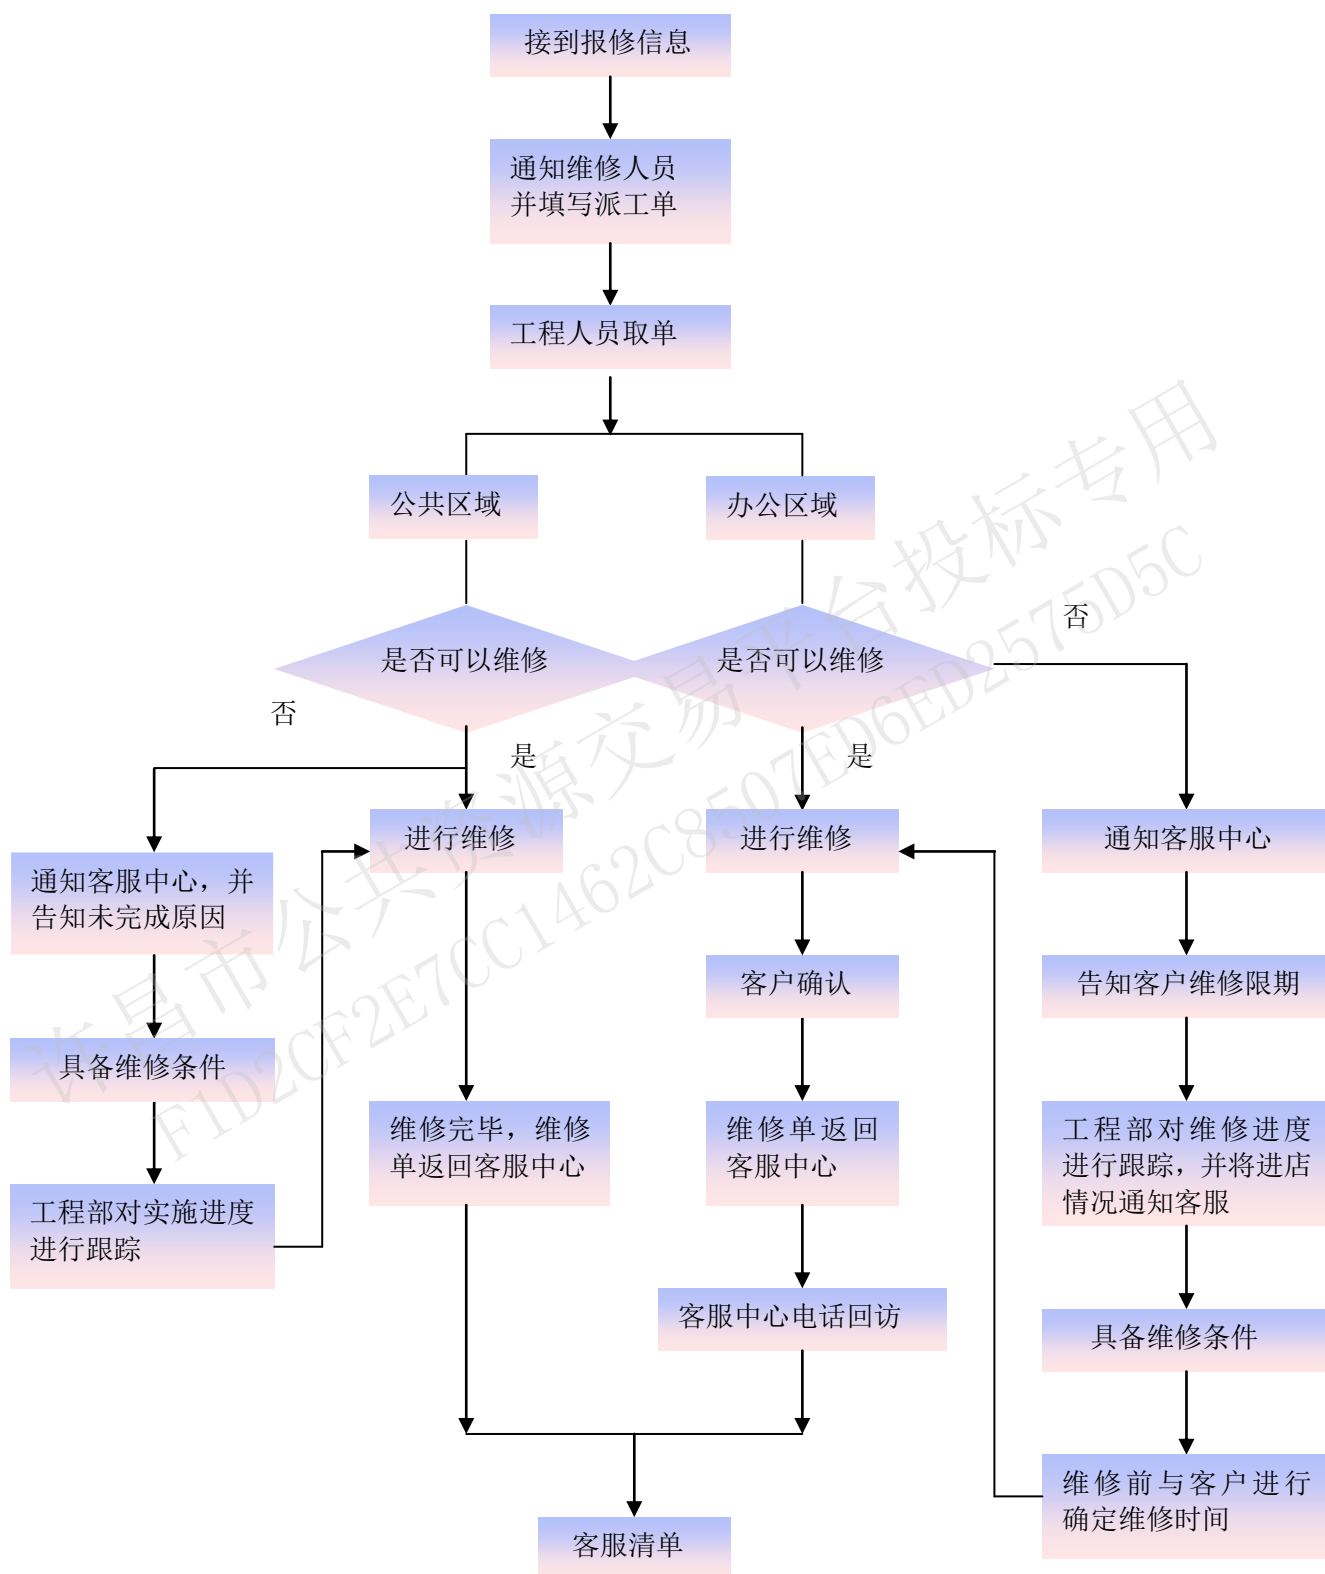 接到报修信息
通知维修人员
并填写派工单
工程人员取单
公共区域
办公区域
否
是否可以维修
是否可以维修
否
是
是
进行维修
进行维修
通知客服中心
通知客服中心，并
告知未完成原因
客户确认
告知客户维修限期
具备维修条件
维修完毕，维修
单返回客服中心
维修单返回
客服中心
工程部对维修进度
进行跟踪，并将进店
情况通知客服
工程部对实施进度
进行跟踪
客服中心电话回访
具备维修条件
维修前与客户进行
确定维修时间
客服清单
许昌市公共资源交易平台投标专用
F1D2CF2E7CC1462C8507ED6ED2575D5C